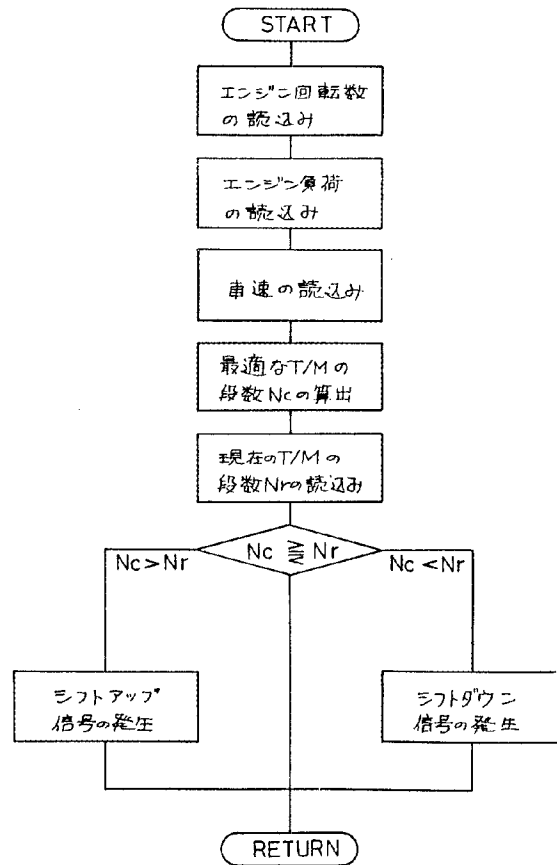 START
エンジン回転数
の読込み
エンジン負荷
の読込み
車速の読込み
最適なT/Mの
段数Ncの算出
現在のT/Mの
段数Nrの読込み
Nc ⪌ Nr
Nc>Nr
Nc<Nr
シフトアップ
信号の発生
シフトダウン
信号の発生
RETURN